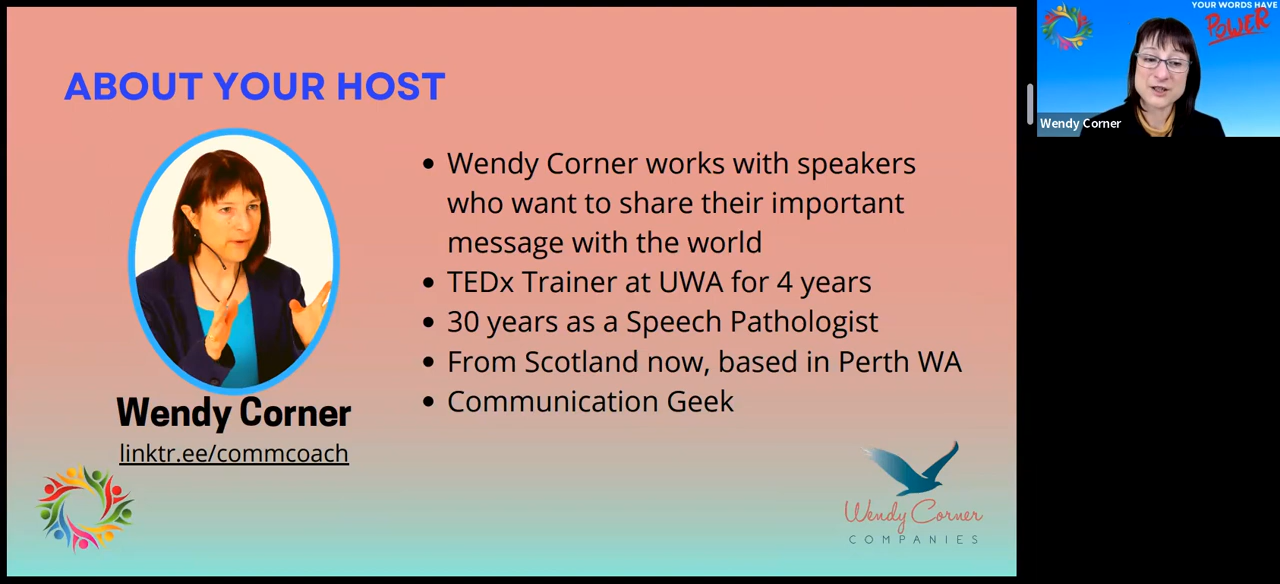 ABOUT YOUR HOST
Wendy Corner works with speakers
who want to share their important
message with the world
TEDx Trainer at UWA for 4 years
30 years as a Speech Pathologist
From Scotland now, based in Perth WA
Communication Geek
Wendy Corner
linktr.ee/commcoach
Wendy Corner
COMPANIES
YOUR WORDS HAVE
POWER
Wendy Corner